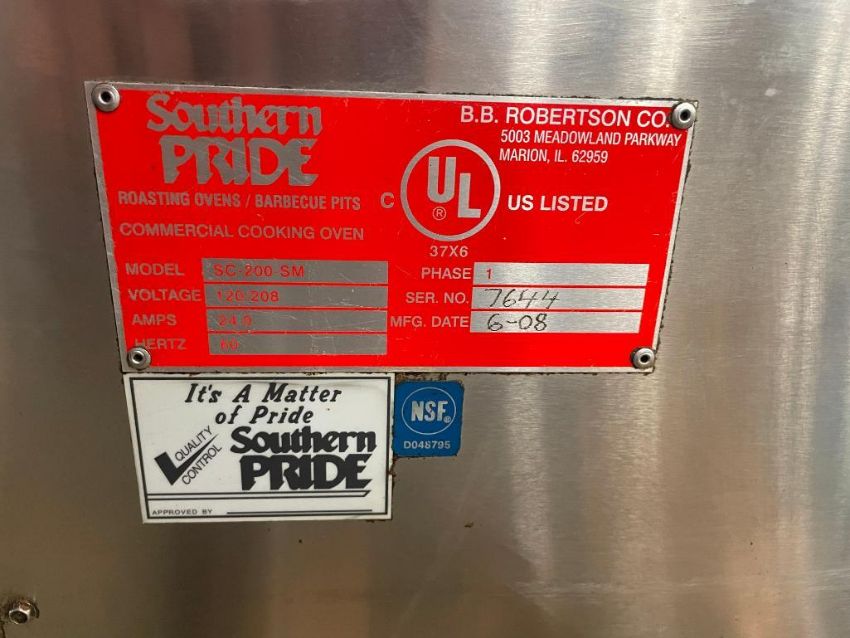 Southern
PRIDE
ROASTING OVENS / BARBECUE PITS
COMMERCIAL COOKING OVEN
B.B. ROBERTSON CO.
5003 MEADOWLAND PARKWAY
MARION, IL. 62959
C UL ® US LISTED
37X6
MODEL SC-200-SM
VOLTAGE 120/208
AMPS 24.0
HERTZ 60
PHASE 1
SER. NO. 7644
MFG. DATE 6-08
It's A Matter
of Pride
QUALITY
CONTROL
Southern
PRIDE
APPROVED BY
NSF®
D048795